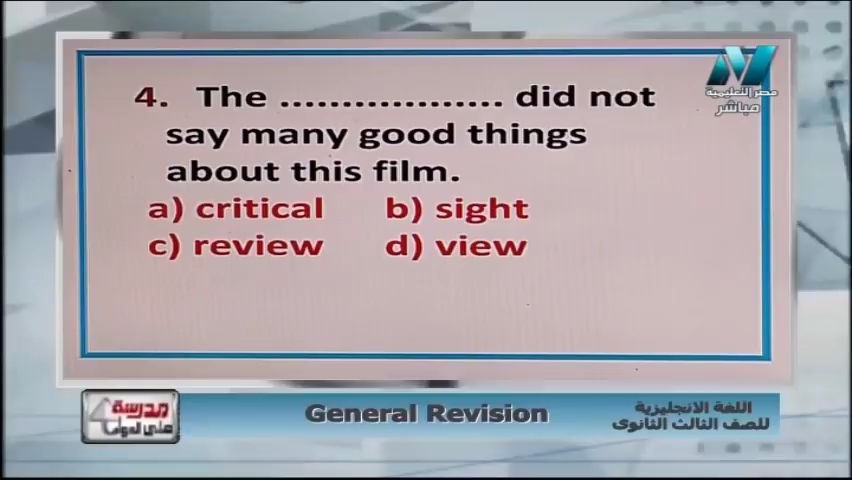 4. The .................. did not
say many good things
about this film.
a) critical b) sight
c) review d) view
مصر التعليمية
مباشر
General Revision
اللغة الانجليزية
للصف الثالث الثانوى
مدرسة
على الهواء